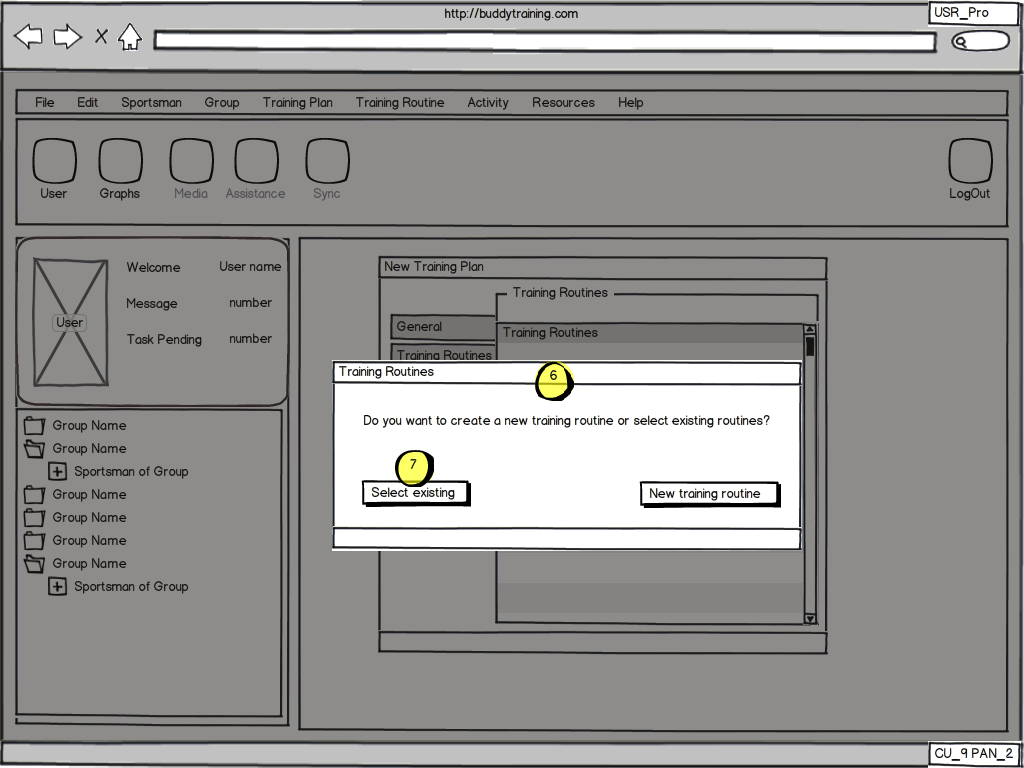 http://buddytraining.com
USR_Pro
File Edit Sportsman Group Training Plan Training Routine Activity Resources Help
User Graphs Media Assistance Sync LogOut
Welcome User name
Message number
User
Task Pending number
Group Name
Group Name
Sportsman of Group
Group Name
Group Name
Group Name
Group Name
Sportsman of Group
New Training Plan
Training Routines
General
Training Routines
Training Routines
Training Routines
6
Do you want to create a new training routine or select existing routines?
7
Select existing New training routine
CU_9 PAN_2